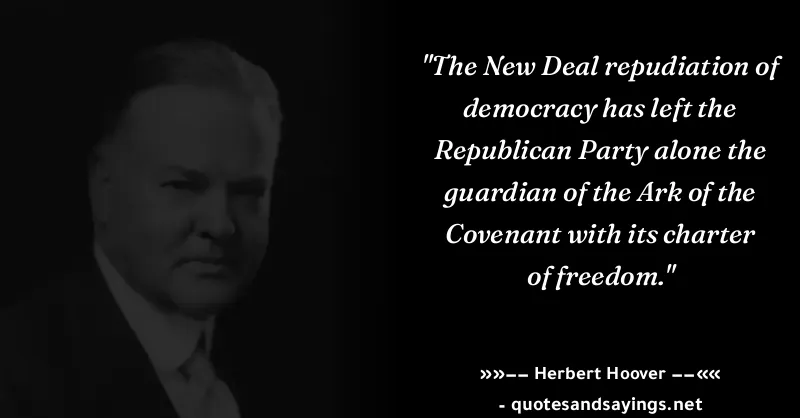 "The New Deal repudiation of
democracy has left the
Republican Party alone the
guardian of the Ark of the
Covenant with its charter
of freedom."
»»–– Herbert Hoover ––««
- quotesandsayings.net